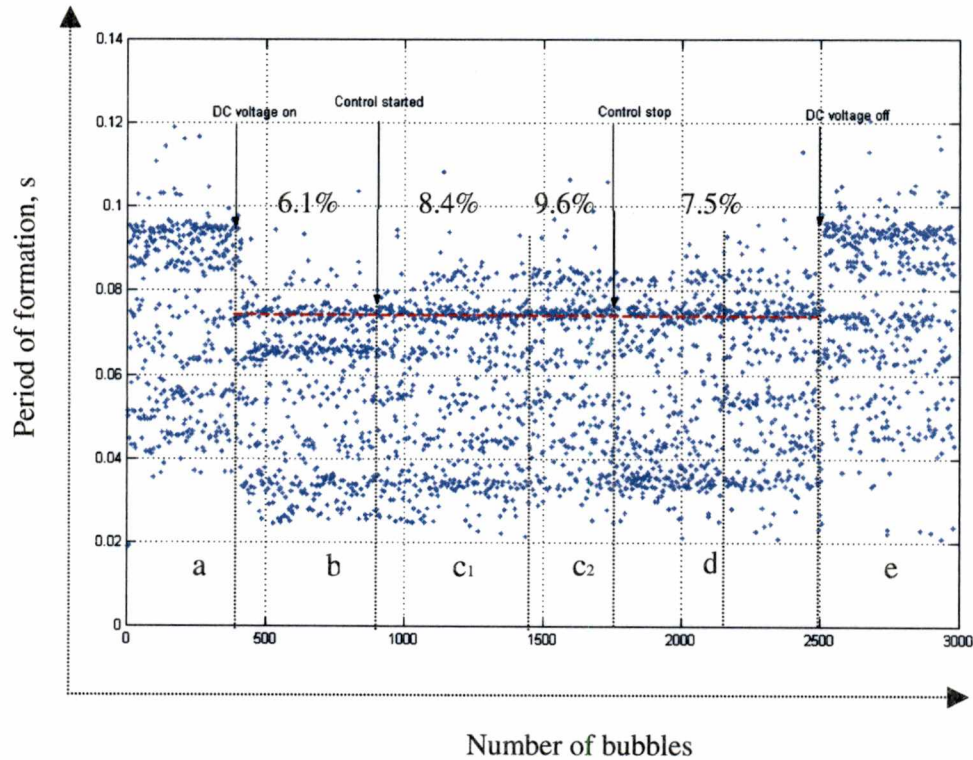 0.14
DC voltage on
Control started
Control stop
DC voltage off
0.12
6.1%
8.4%
9.6%
7.5%
0.1
0.08
Period of formation, s
0.06
0.04
0.02
a
b
c1
c2
d
e
0
0
500
1000
1500
2000
2500
3000
Number of bubbles